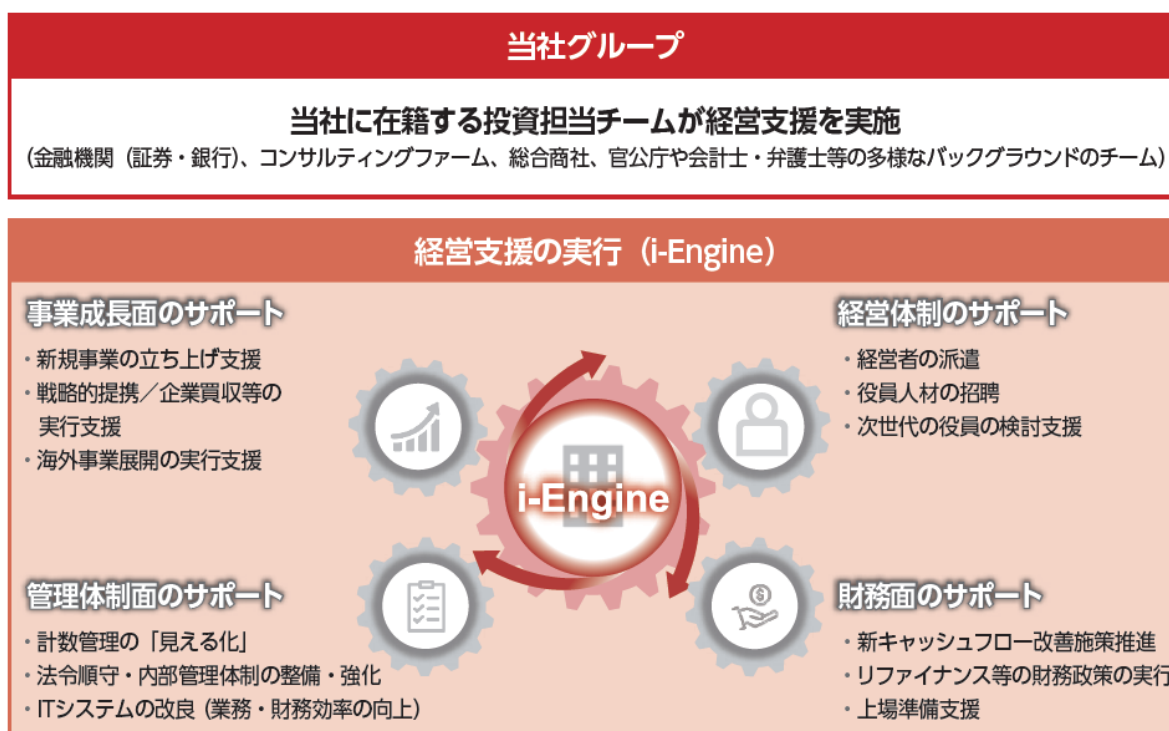 当社グループ
当社に在籍する投資担当チームが経営支援を実施
(金融機関（証券・銀行）、コンサルティングファーム、総合商社、官公庁や会計士・弁護士等の多様なバックグラウンドのチーム)
経営支援の実行（i-Engine）
事業成長面のサポート
・新規事業の立ち上げ支援
・戦略的提携／企業買収等の
実行支援
・海外事業展開の実行支援
経営体制のサポート
・経営者の派遣
・役員人材の招聘
・次世代の役員の検討支援
i-Engine
管理体制面のサポート
・計数管理の「見える化」
・法令順守・内部管理体制の整備・強化
・ITシステムの改良（業務・財務効率の向上）
財務面のサポート
・新キャッシュフロー改善施策推進
・リファイナンス等の財務政策の実行
・上場準備支援